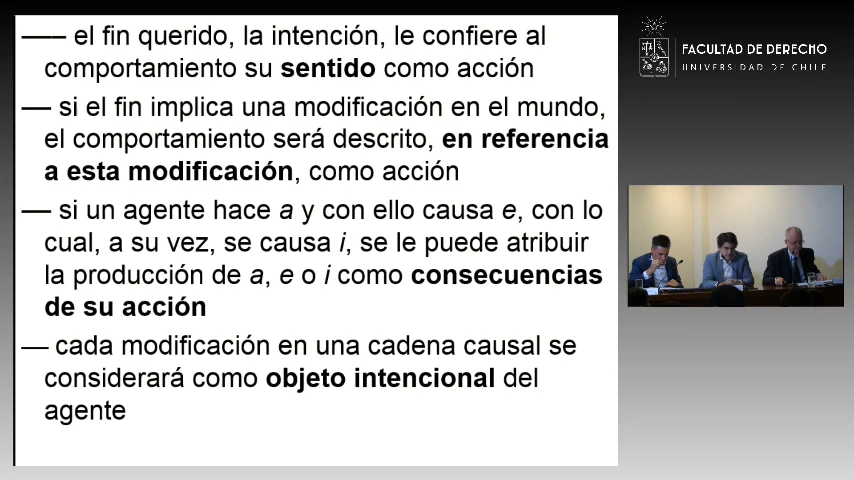 —– el fin querido, la intención, le confiere al
comportamiento su sentido como acción
— si el fin implica una modificación en el mundo,
el comportamiento será descrito, en referencia
a esta modificación, como acción
— si un agente hace a y con ello causa e, con lo
cual, a su vez, se causa i, se le puede atribuir
la producción de a, e o i como consecuencias
de su acción
— cada modificación en una cadena causal se
considerará como objeto intencional del
agente
FACULTAD DE DERECHO
UNIVERSIDAD DE CHILE